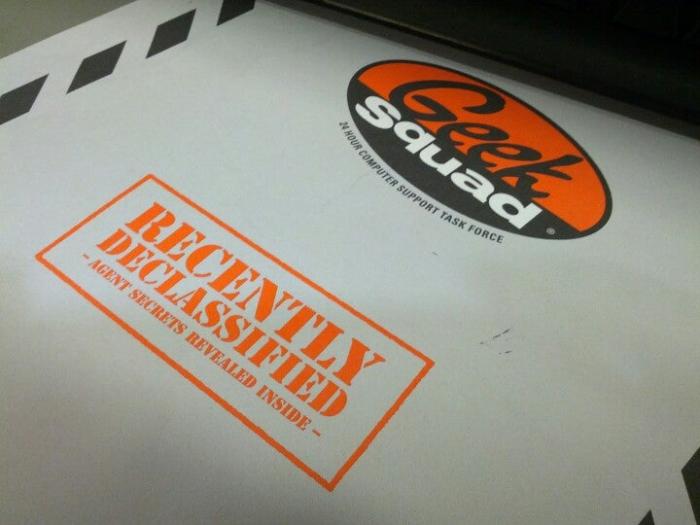 Geek
Squad®
24 HOUR COMPUTER SUPPORT TASK FORCE
RECENTLY
DECLASSIFIED
- AGENT SECRETS REVEALED INSIDE -